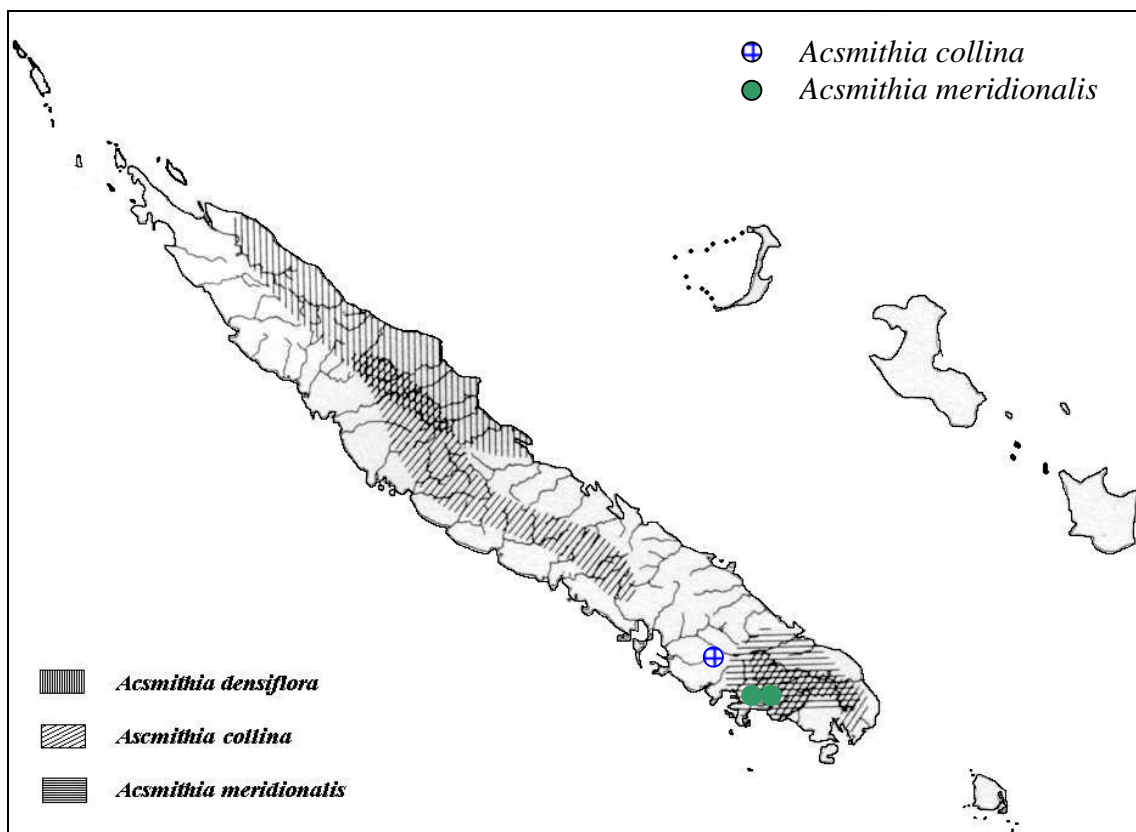 Acsmithia collina
Acsmithia meridionalis
Acsmithia densiflora
Ascmithia collina
Acsmithia meridionalis